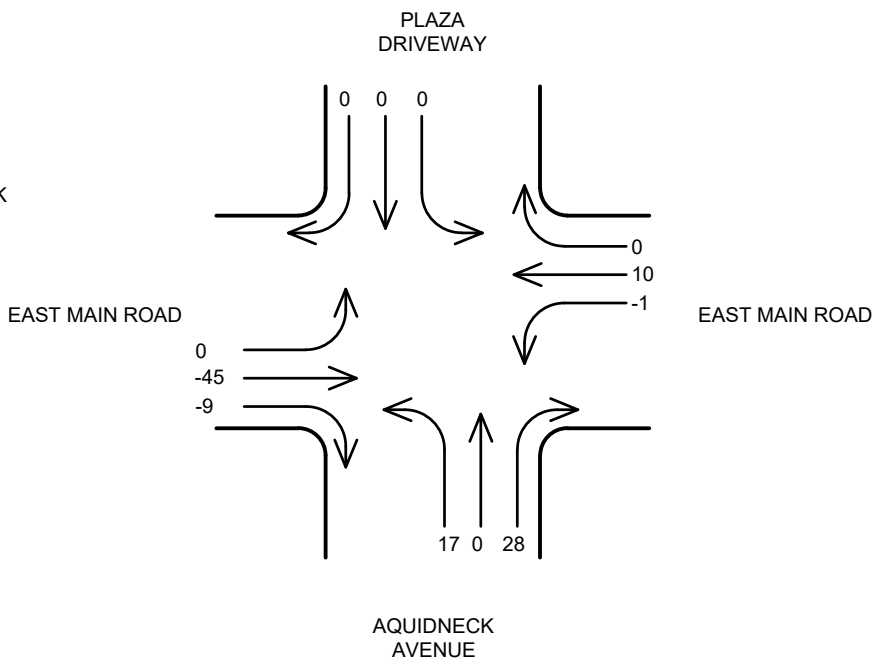 PLAZA
DRIVEWAY
0 0 0
K
0
10
-1
EAST MAIN ROAD
EAST MAIN ROAD
0
-45
-9
17 0 28
AQUIDNECK
AVENUE